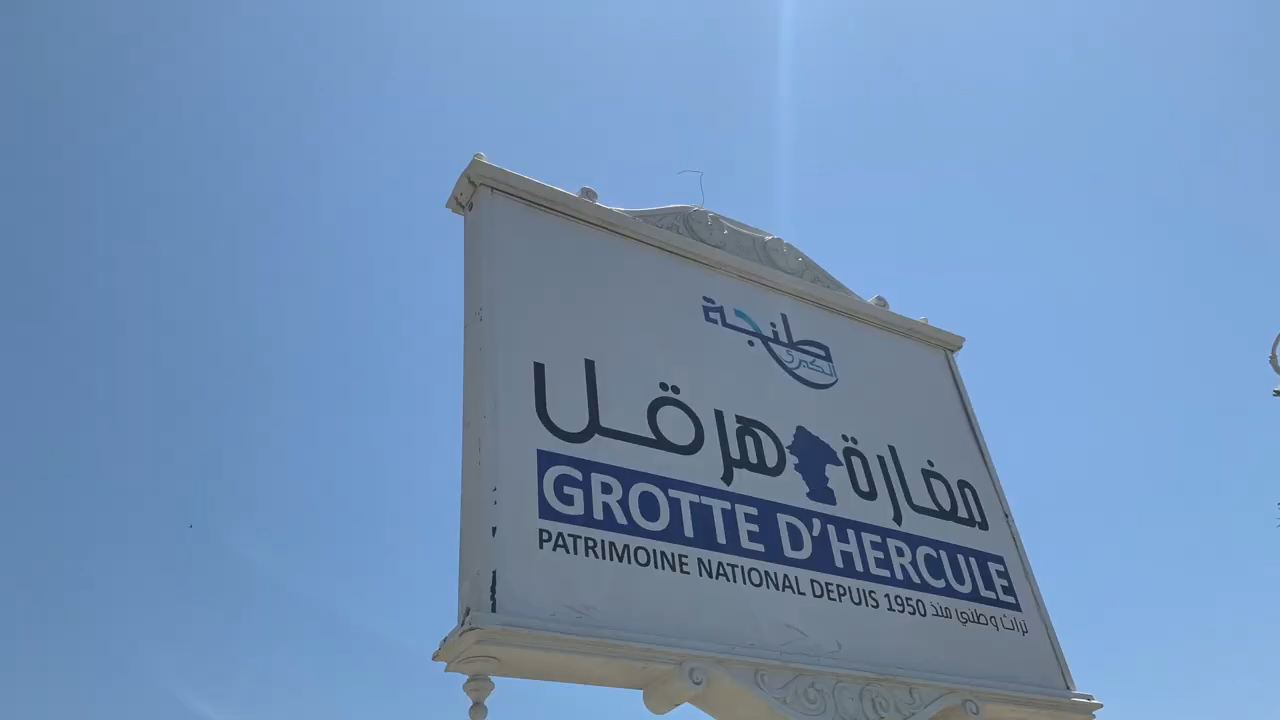 طنجة
الكبرى
مغارة هرقل
GROTTE D'HERCULE
PATRIMOINE NATIONAL DEPUIS 1950 تراث وطني منذ